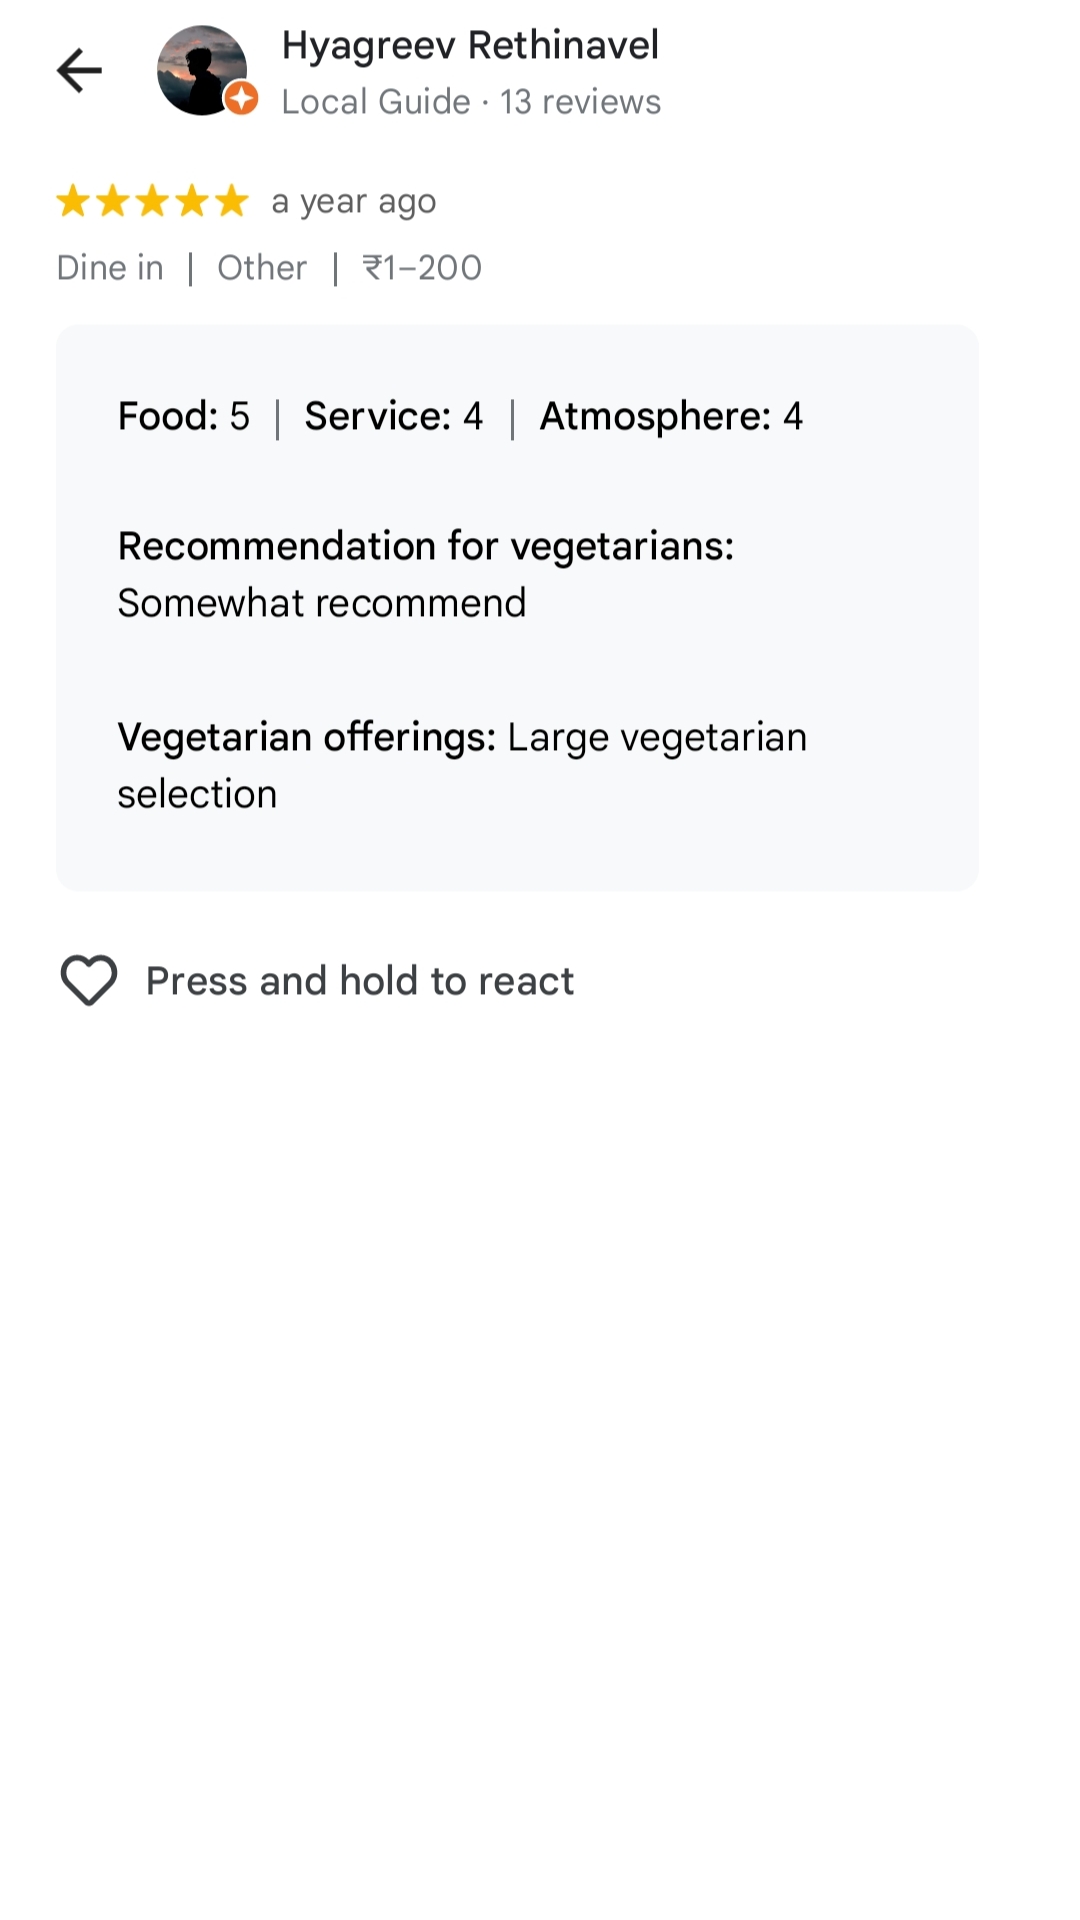 Hyagreev Rethinavel
Local Guide · 13 reviews
a year ago
Dine in | Other | ₹1–200
Food: 5 | Service: 4 | Atmosphere: 4
Recommendation for vegetarians:
Somewhat recommend
Vegetarian offerings: Large vegetarian
selection
Press and hold to react